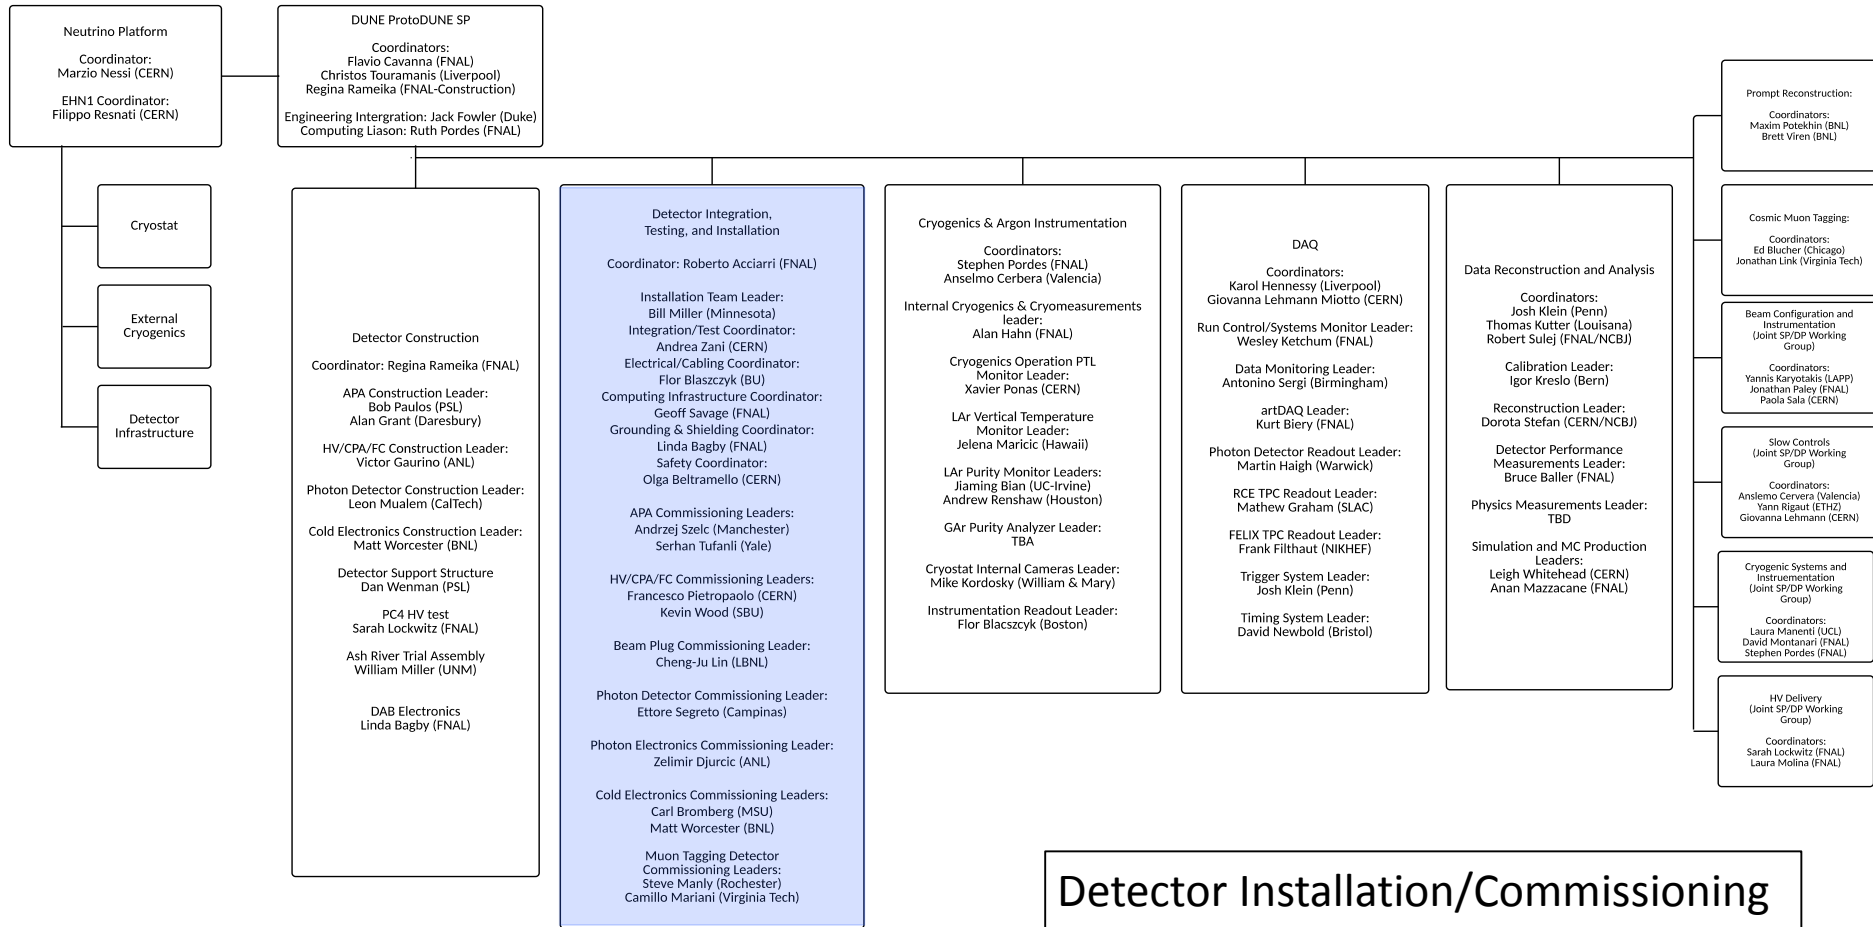 Neutrino Platform
Coordinator:
Marzio Nessi (CERN)
EHN1 Coordinator:
Filippo Resnati (CERN)
DUNE ProtoDUNE SP
Coordinators:
Flavio Cavanna (FNAL)
Christos Touramanis (Liverpool)
Regina Rameika (FNAL-Construction)
Engineering Intergration: Jack Fowler (Duke)
Computing Liason: Ruth Pordes (FNAL)
Cryostat
External
Cryogenics
Detector
Infrastructure
Detector Construction
Coordinator: Regina Rameika (FNAL)
APA Construction Leader:
Bob Paulos (PSL)
Alan Grant (Daresbury)
HV/CPA/FC Construction Leader:
Victor Gaurino (ANL)
Photon Detector Construction Leader:
Leon Mualem (CalTech)
Cold Electronics Construction Leader:
Matt Worcester (BNL)
Detector Support Structure
Dan Wenman (PSL)
PC4 HV test
Sarah Lockwitz (FNAL)
Ash River Trial Assembly
William Miller (UNM)
DAB Electronics
Linda Bagby (FNAL)
Detector Integration,
Testing, and Installation
Coordinator: Roberto Acciarri (FNAL)
Installation Team Leader:
Bill Miller (Minnesota)
Integration/Test Coordinator:
Andrea Zani (CERN)
Electrical/Cabling Coordinator:
Flor Blaszczyk (BU)
Computing Infrastructure Coordinator:
Geoff Savage (FNAL)
Grounding & Shielding Coordinator:
Linda Bagby (FNAL)
Safety Coordinator:
Olga Beltramello (CERN)
APA Commissioning Leaders:
Andrzej Szelc (Manchester)
Serhan Tufanli (Yale)
HV/CPA/FC Commissioning Leaders:
Francesco Pietropaolo (CERN)
Kevin Wood (SBU)
Beam Plug Commissioning Leader:
Cheng-Ju Lin (LBNL)
Photon Detector Commissioning Leader:
Ettore Segreto (Campinas)
Photon Electronics Commissioning Leader:
Zelimir Djurcic (ANL)
Cold Electronics Commissioning Leaders:
Carl Bromberg (MSU)
Matt Worcester (BNL)
Muon Tagging Detector
Commissioning Leaders:
Steve Manly (Rochester)
Camillo Mariani (Virginia Tech)
Cryogenics & Argon Instrumentation
Coordinators:
Stephen Pordes (FNAL)
Anselmo Cerbera (Valencia)
Internal Cryogenics & Cryomeasurements
leader:
Alan Hahn (FNAL)
Cryogenics Operation PTL
Monitor Leader:
Xavier Ponas (CERN)
LAr Vertical Temperature
Monitor Leader:
Jelena Maricic (Hawaii)
LAr Purity Monitor Leaders:
Jiaming Bian (UC-Irvine)
Andrew Renshaw (Houston)
GAr Purity Analyzer Leader:
TBA
Cryostat Internal Cameras Leader:
Mike Kordosky (William & Mary)
Instrumentation Readout Leader:
Flor Blacszcyk (Boston)
DAQ
Coordinators:
Karol Hennessy (Liverpool)
Giovanna Lehmann Miotto (CERN)
Run Control/Systems Monitor Leader:
Wesley Ketchum (FNAL)
Data Monitoring Leader:
Antonino Sergi (Birmingham)
artDAQ Leader:
Kurt Biery (FNAL)
Photon Detector Readout Leader:
Martin Haigh (Warwick)
RCE TPC Readout Leader:
Mathew Graham (SLAC)
FELIX TPC Readout Leader:
Frank Filthaut (NIKHEF)
Trigger System Leader:
Josh Klein (Penn)
Timing System Leader:
David Newbold (Bristol)
Data Reconstruction and Analysis
Coordinators:
Josh Klein (Penn)
Thomas Kutter (Louisana)
Robert Sulej (FNAL/NCBJ)
Calibration Leader:
Igor Kreslo (Bern)
Reconstruction Leader:
Dorota Stefan (CERN/NCBJ)
Detector Performance
Measurements Leader:
Bruce Baller (FNAL)
Physics Measurements Leader:
TBD
Simulation and MC Production
Leaders:
Leigh Whitehead (CERN)
Anan Mazzacane (FNAL)
Prompt Reconstruction:
Coordinators:
Maxim Potekhin (BNL)
Brett Viren (BNL)
Cosmic Muon Tagging:
Coordinators:
Ed Blucher (Chicago)
Jonathan Link (Virginia Tech)
Beam Configuration and
Instrumentation
(Joint SP/DP Working
Group)
Coordinators:
Yannis Karyotakis (LAPP)
Jonathan Paley (FNAL)
Paola Sala (CERN)
Slow Controls
(Joint SP/DP Working
Group)
Coordinators:
Anslemo Cervera (Valencia)
Yann Rigaut (ETHZ)
Giovanna Lehmann (CERN)
Cryogenic Systems and
Instruementation
(Joint SP/DP Working
Group)
Coordinators:
Laura Manenti (UCL)
David Montanari (FNAL)
Stephen Pordes (FNAL)
HV Delivery
(Joint SP/DP Working
Group)
Coordinators:
Sarah Lockwitz (FNAL)
Laura Molina (FNAL)
Detector Installation/Commissioning